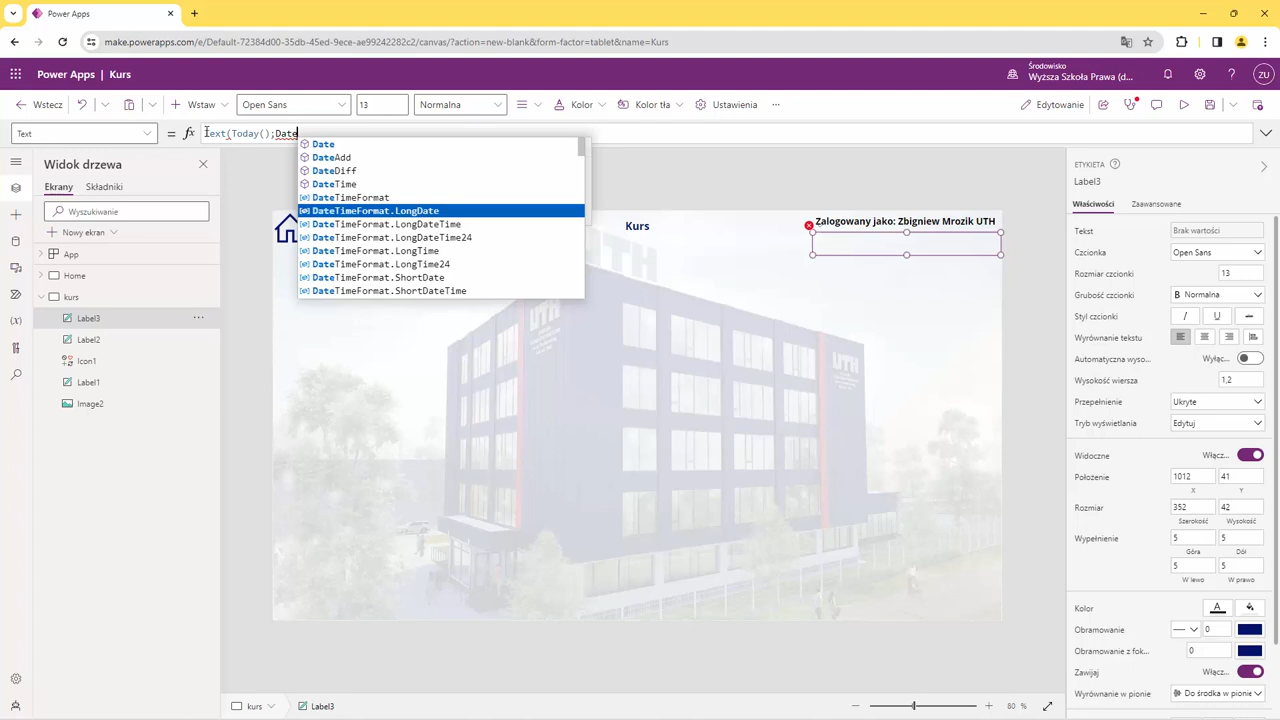 Power Apps
make.powerapps.com/e/Default-72384d00-35db-45ed-9ece-ae99242282c2/canvas/?action=new-blank&form-factor=tablet&name=Kurs
Power Apps | Kurs
Środowisko
Wyższa Szkoła Prawa (d...
ZU
Wstecz
Wstaw
Open Sans
13
Normalna
Kolor
Kolor tła
Ustawienia
Edytowanie
Text
= fx
Text(Today();Date
Date
DateAdd
DateDiff
DateTime
DateTimeFormat
DateTimeFormat.LongDate
DateTimeFormat.LongDateTime
DateTimeFormat.LongDateTime24
DateTimeFormat.LongTime
DateTimeFormat.LongTime24
DateTimeFormat.ShortDate
DateTimeFormat.ShortDateTime
Widok drzewa
Ekrany
Składniki
Wyszukiwanie
Nowy ekran
App
Home
kurs
Label3
Label2
Icon1
Label1
Image2
Kurs
Zalogowany jako: Zbigniew Mrozik UTH
UTH
UTH
ETYKIETA
Label3
Właściwości
Zaawansowane
Tekst
Brak wartości
Czcionka
Open Sans
Rozmiar czcionki
13
Grubość czcionki
B Normalna
Styl czcionki
Wyrównanie tekstu
Automatyczna wyso...
Wyłąc...
Wysokość wiersza
1,2
Przepełnienie
Ukryte
Tryb wyświetlania
Edytuj
Widoczne
Włącz...
Położenie
1012
41
X
Y
Rozmiar
352
42
Szerokość
Wysokość
Wypełnienie
5
5
Góra
Dół
5
5
W lewo
W prawo
Kolor
Obramowanie
0
Obramowanie z fok...
0
Zawijaj
Włącz...
Wyrównanie w pionie
Do środka w pionie
kurs
Label3
80 %